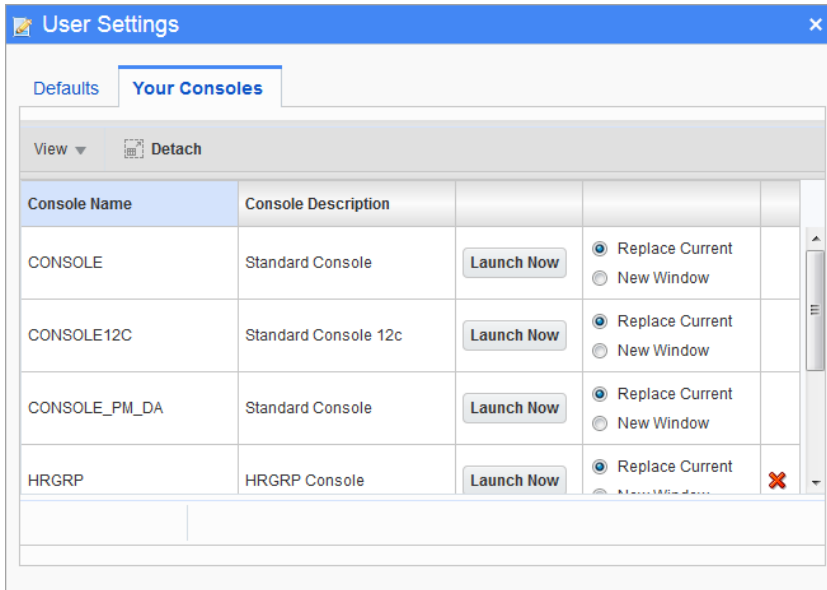 User Settings
Defaults
Your Consoles
View
Detach
Console Name
Console Description
CONSOLE
Standard Console
Launch Now
Replace Current
New Window
CONSOLE12C
Standard Console 12c
Launch Now
Replace Current
New Window
CONSOLE_PM_DA
Standard Console
Launch Now
Replace Current
New Window
HRGRP
HRGRP Console
Launch Now
Replace Current
New Window